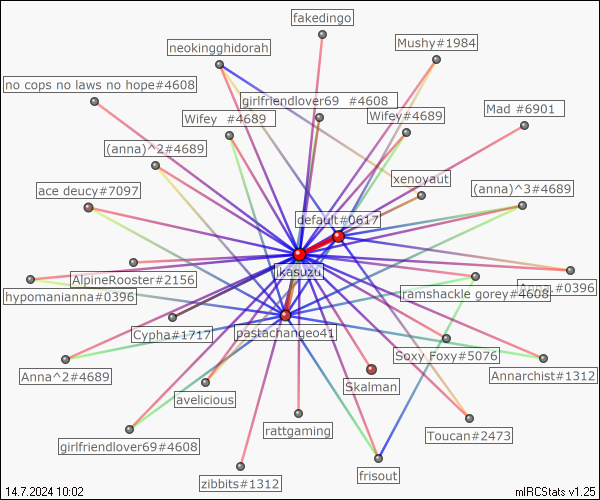 fakedingo
neokingghidorah
Mushy#1984
no cops no laws no hope#4608
girlfriendlover69 #4608
Wifey #4689
Wifey#4689
Mad #6901
(anna)^2#4689
xenoyaut
ace deucy#7097
(anna)^3#4689
default#0617
ikasuzu
AlpineRooster#2156
hypomanianna#0396
ramshackle gorey#4608
#0396
Cypha#1717
pastachangeo41
Soxy Foxy#5076
Anna^2#4689
Annarchist#1312
Skalman
avelicious
rattgaming
Toucan#2473
girlfriendlover69#4608
zibbits#1312
frisout
14.7.2024 10:02
mIRCStats v1.25